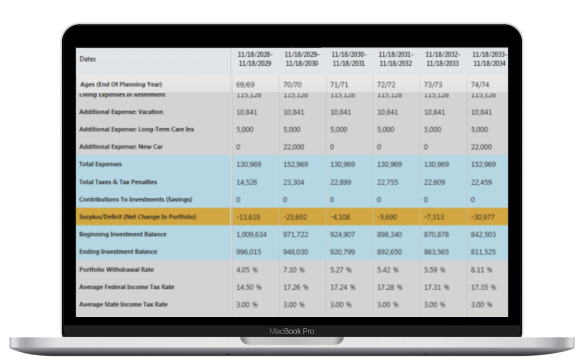 Dates 11/18/2028- 11/18/2029- 11/18/2030- 11/18/2031- 11/18/2032- 11/18/2033-
11/18/2029 11/18/2030 11/18/2031 11/18/2032 11/18/2033 11/18/2034
Ages (End Of Planning Year) 69/69 70/70 71/71 72/72 73/73 74/74
Living Expenses in Retirement 115,128 115,128 115,128 115,128 115,128 115,128
Additional Expense: Vacation 10,841 10,841 10,841 10,841 10,841 10,841
Additional Expense: Long-Term Care Ins 5,000 5,000 5,000 5,000 5,000 5,000
Additional Expense: New Car 0 22,000 0 0 0 22,000
Total Expenses 130,969 152,969 130,969 130,969 130,969 152,969
Total Taxes & Tax Penalties 14,526 23,304 22,899 22,755 22,609 22,459
Contributions To Investments (Savings) 0 0 0 0 0 0
Surplus/Deficit (Net Change In Portfolio) -13,619 -23,692 -4,108 -5,690 -7,313 -30,977
Beginning Investment Balance 1,009,634 971,722 924,907 898,340 870,878 842,503
Ending Investment Balance 996,015 948,030 920,799 892,650 863,565 811,525
Portfolio Withdrawal Rate 4.05 % 7.10 % 5.27 % 5.42 % 5.59 % 8.11 %
Average Federal Income Tax Rate 14.50 % 17.26 % 17.24 % 17.28 % 17.31 % 17.35 %
Average State Income Tax Rate 3.00 % 3.00 % 3.00 % 3.00 % 3.00 % 3.00 %
MacBook Pro